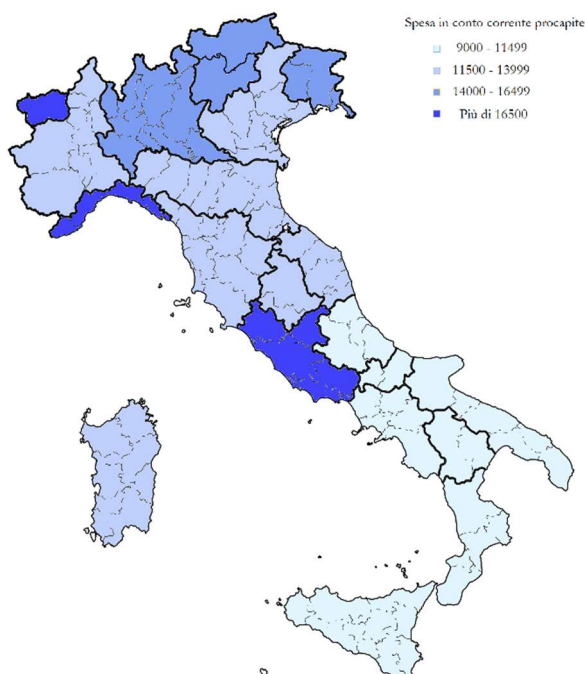 Spesa in conto corrente procapite
9000 - 11499
11500 - 13999
14000 - 16499
Più di 16500